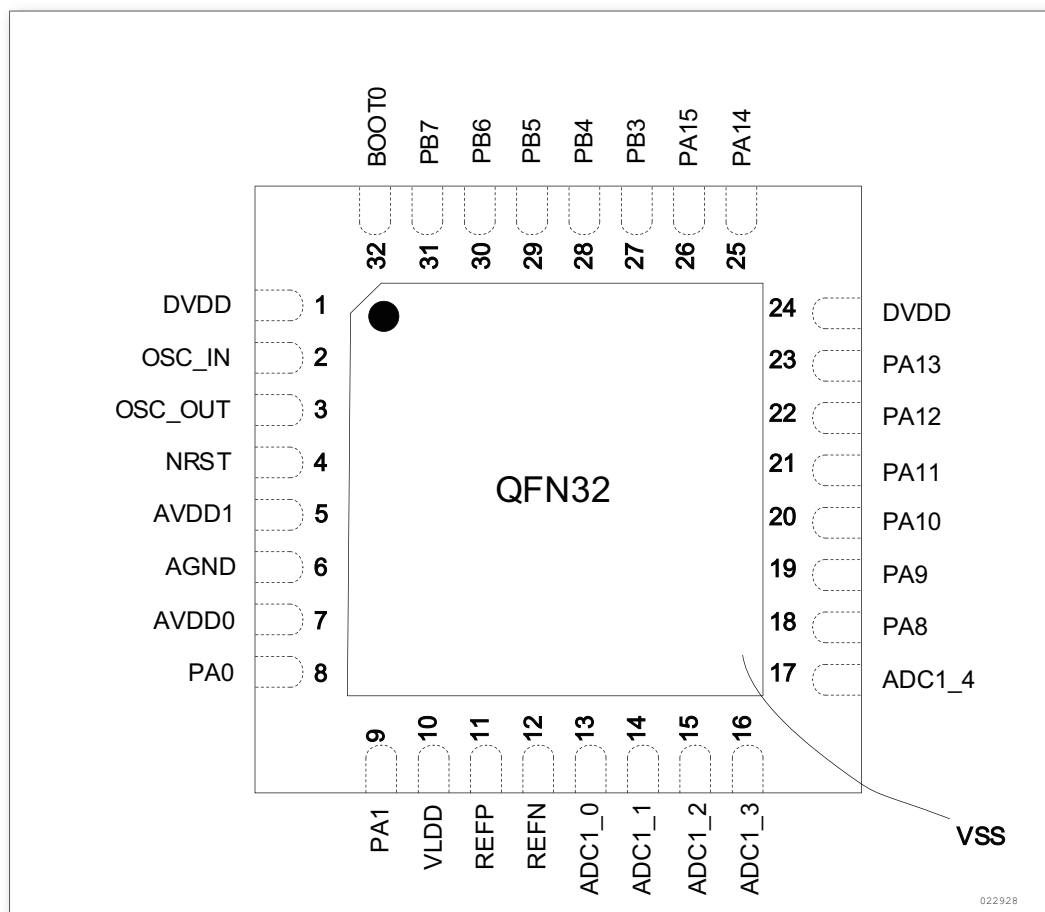 BOOT0
PB7
PB6
PB5
PB4
PB3
PA15
PA14
32
31
30
29
28
27
26
25
DVDD 1
OSC_IN 2
OSC_OUT 3
NRST 4
AVDD1 5
AGND 6
AVDD0 7
PA0 8
QFN32
24 DVDD
23 PA13
22 PA12
21 PA11
20 PA10
19 PA9
18 PA8
17 ADC1_4
9
10
11
12
13
14
15
16
PA1
VLDD
REFP
REFN
ADC1_0
ADC1_1
ADC1_2
ADC1_3
VSS
022928